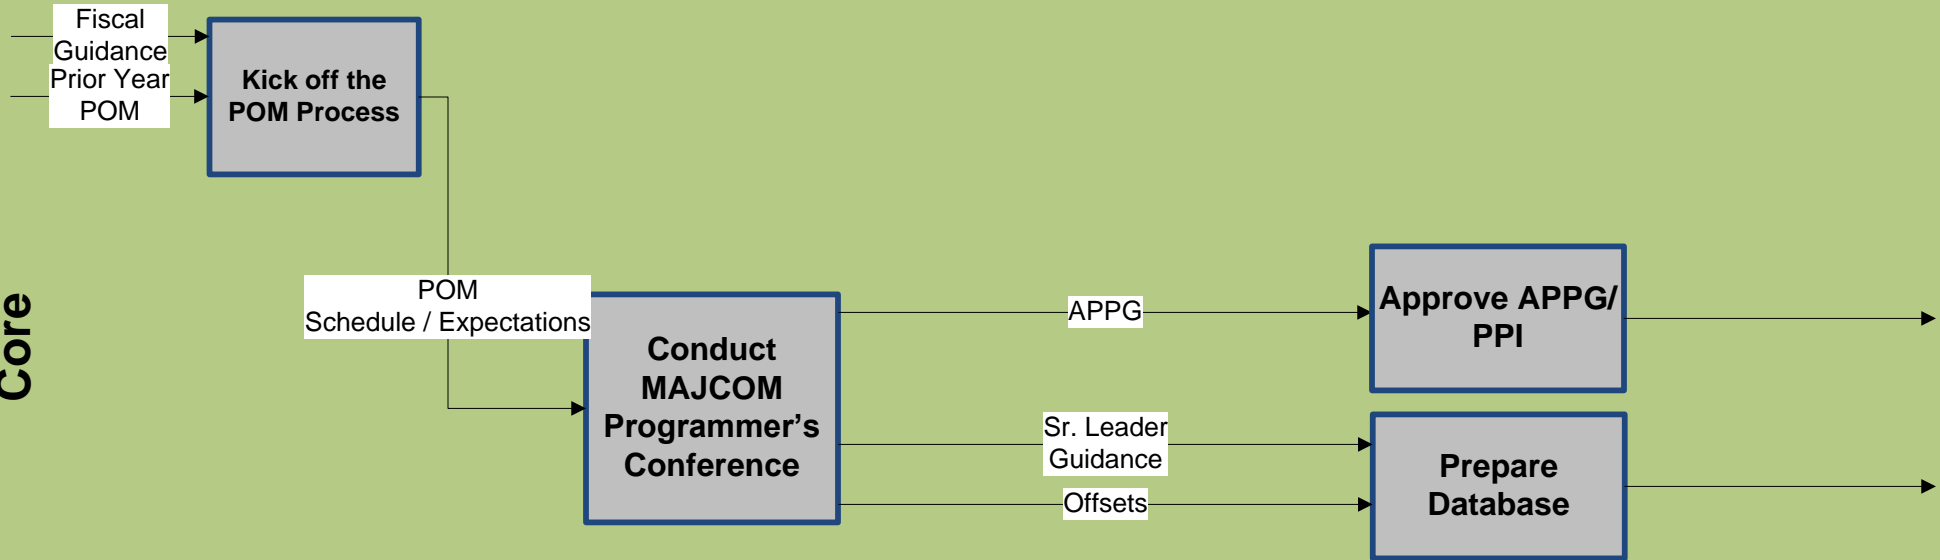 Fiscal
Guidance
Prior Year
POM
Kick off the
POM Process
POM
Schedule / Expectations
Core
Conduct
MAJCOM
Programmer’s
Conference
APPG
Sr. Leader
Guidance
Offsets
Approve APPG/
PPI
Prepare
Database